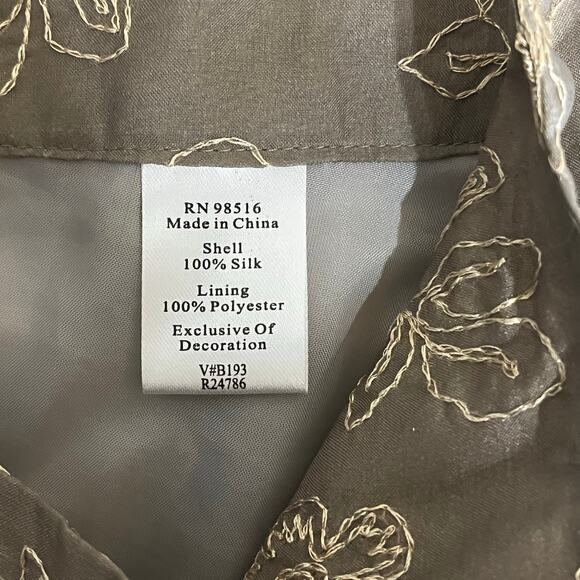 RN 98516
Made in China
Shell
100% Silk
Lining
100% Polyester
Exclusive Of
Decoration
V#B193
R24786